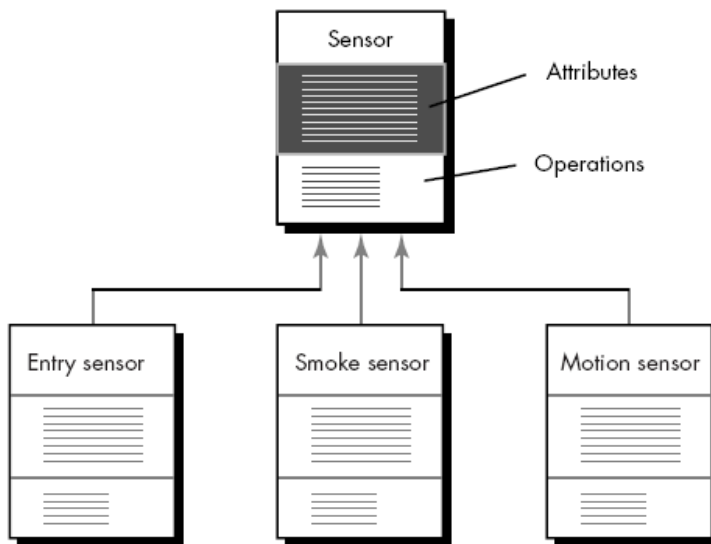 Sensor
Attributes
Operations
Entry sensor
Smoke sensor
Motion sensor